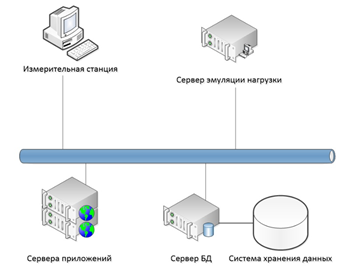 Измерительная станция
Сервер эмуляции нагрузки
Сервера приложений
Сервер БД
Система хранения данных